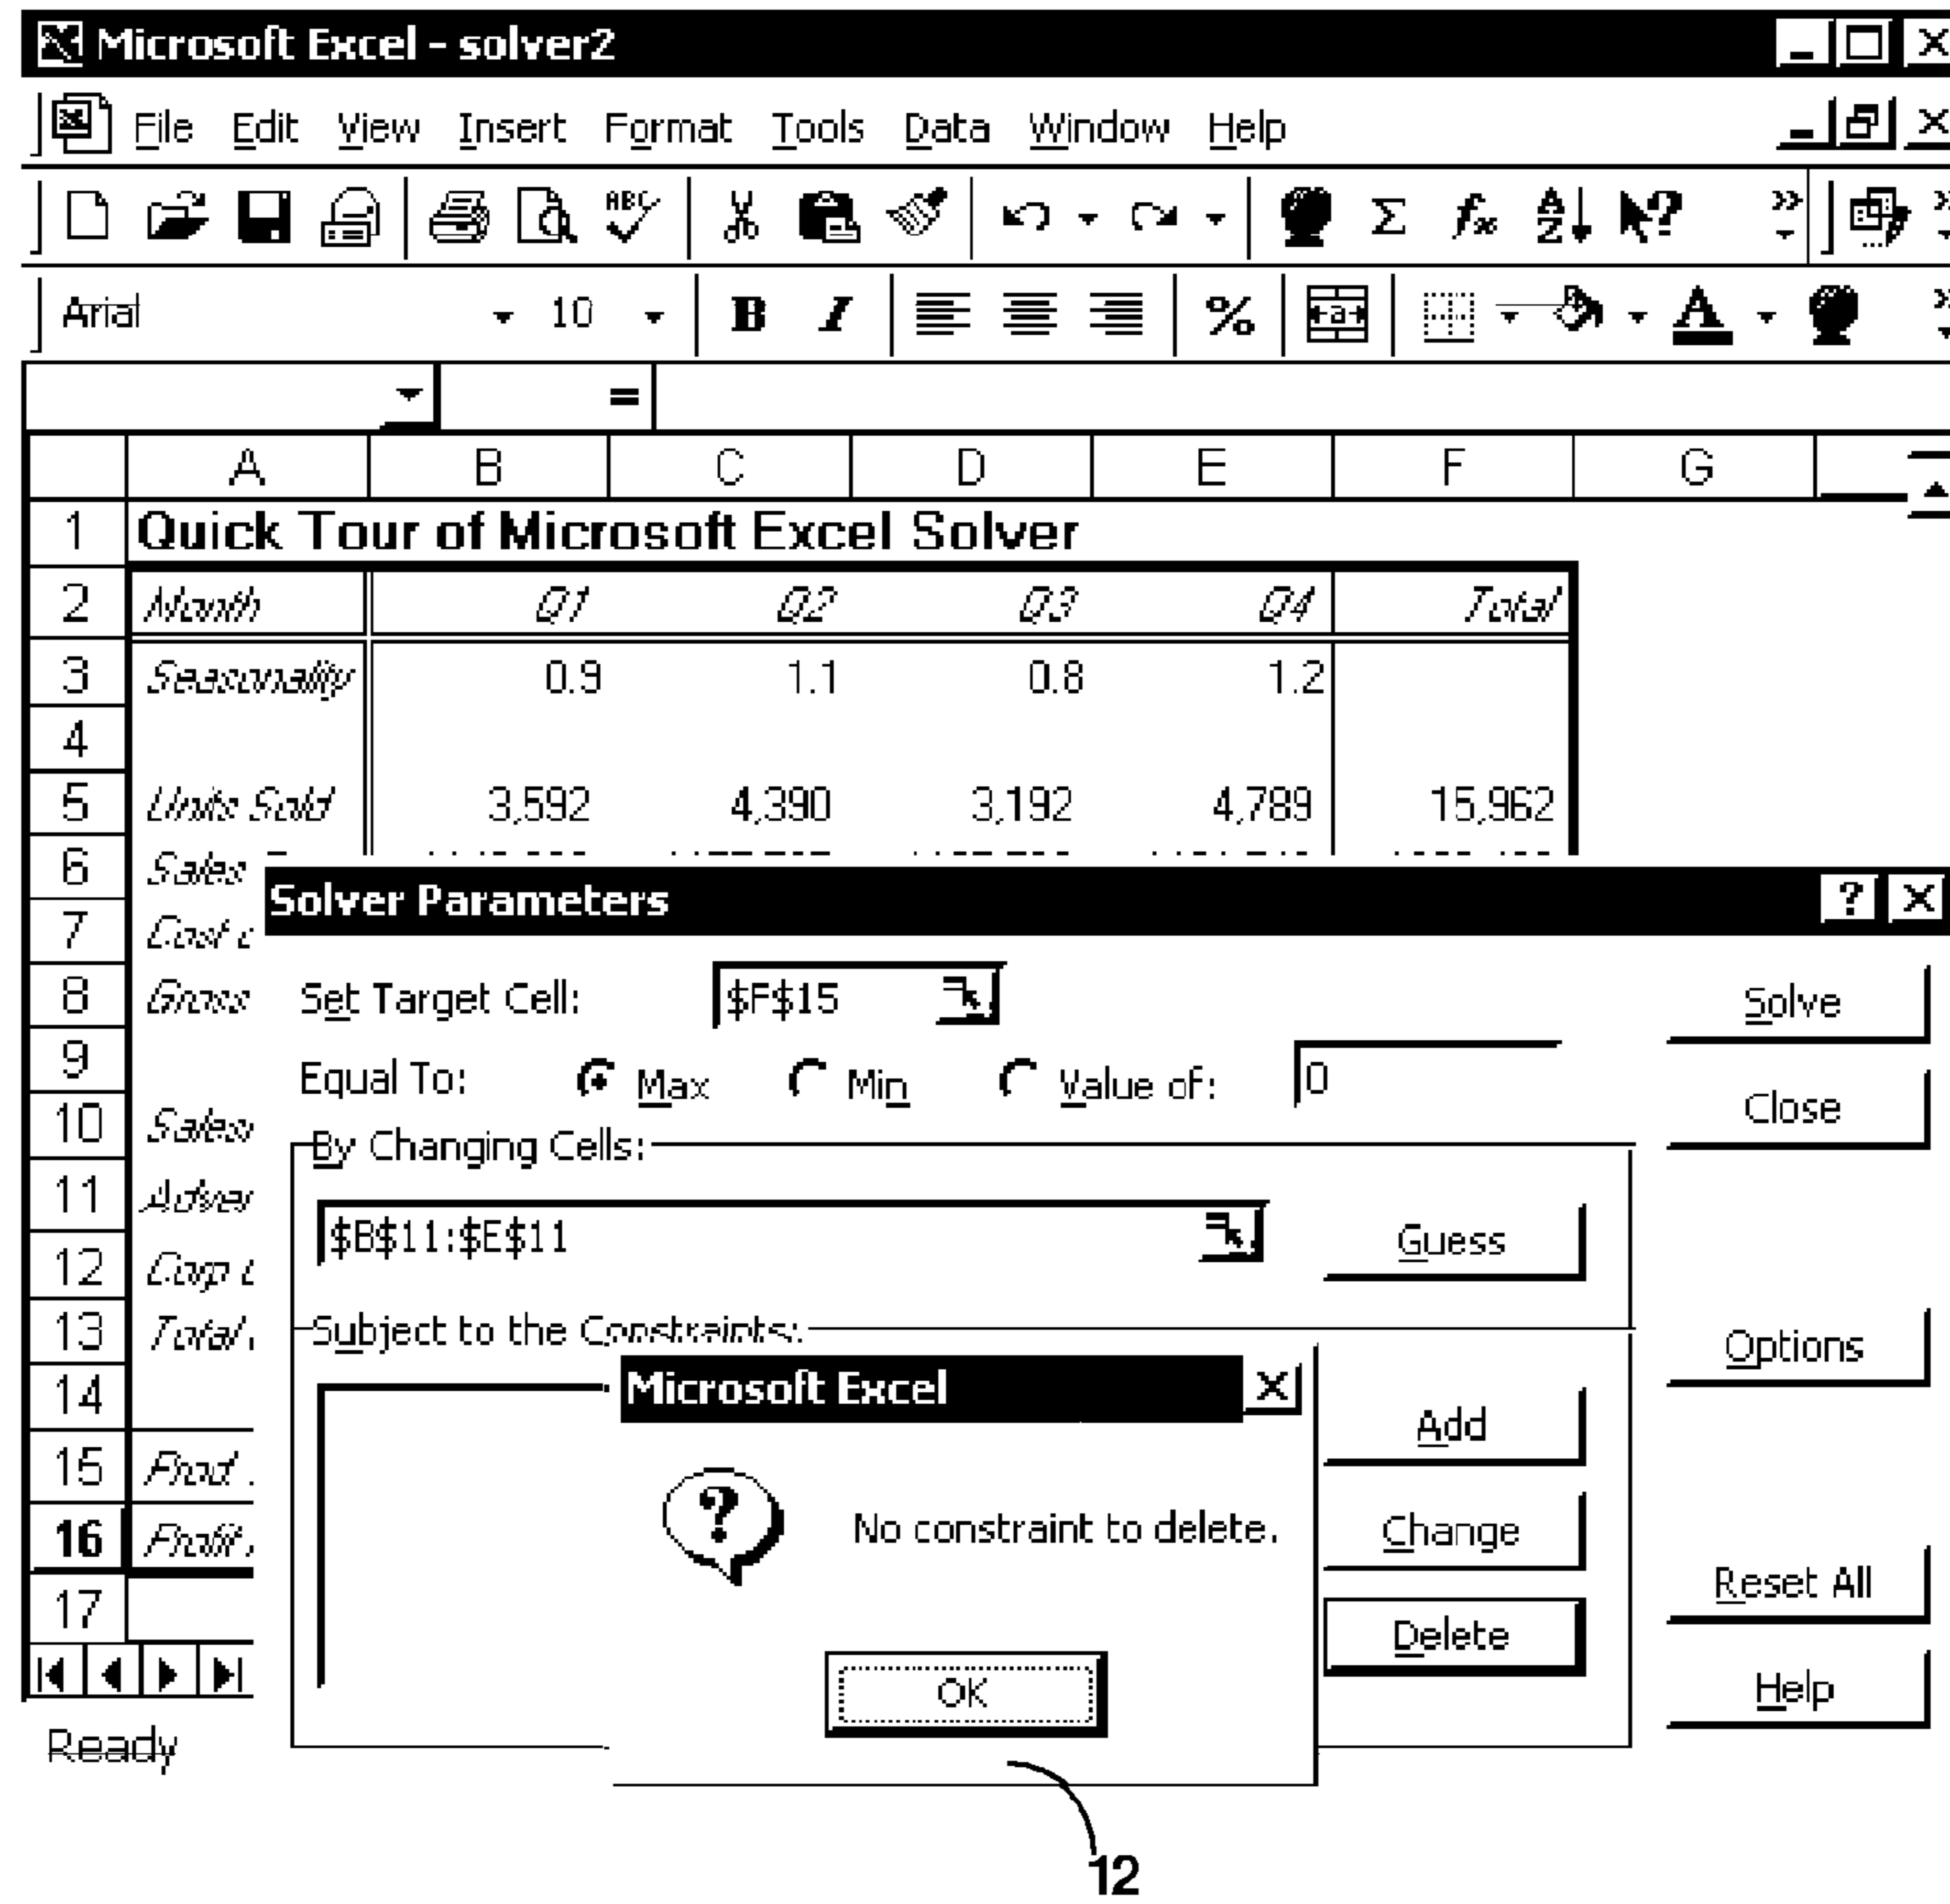 Microsoft Excel - solver2
File Edit View Insert Format Tools Data Window Help
ABC Σ fx A Z ?
Arial 10 B I % a A
=
A B C D E F G
1 Quick Tour of Microsoft Excel Solver
2 Month Q1 Q2 Q3 Q4 Total
3 Seasonality 0.9 1.1 0.8 1.2
4
5 Units Sold 3,592 4,390 3,192 4,789 15,962
6 Sales
Solver Parameters ? X
7 Cost
8 Gross Set Target Cell: $F$15 Solve
9 Equal To: Max Min Value of: 0
10 Sales Close
By Changing Cells:
11 $B$11:$E$11 Guess
12
13 Total Subject to the Constraints: Options
14 Microsoft Excel X
Add
15
16 No constraint to delete. Change
17 Reset All
Delete
OK Help
Ready
12